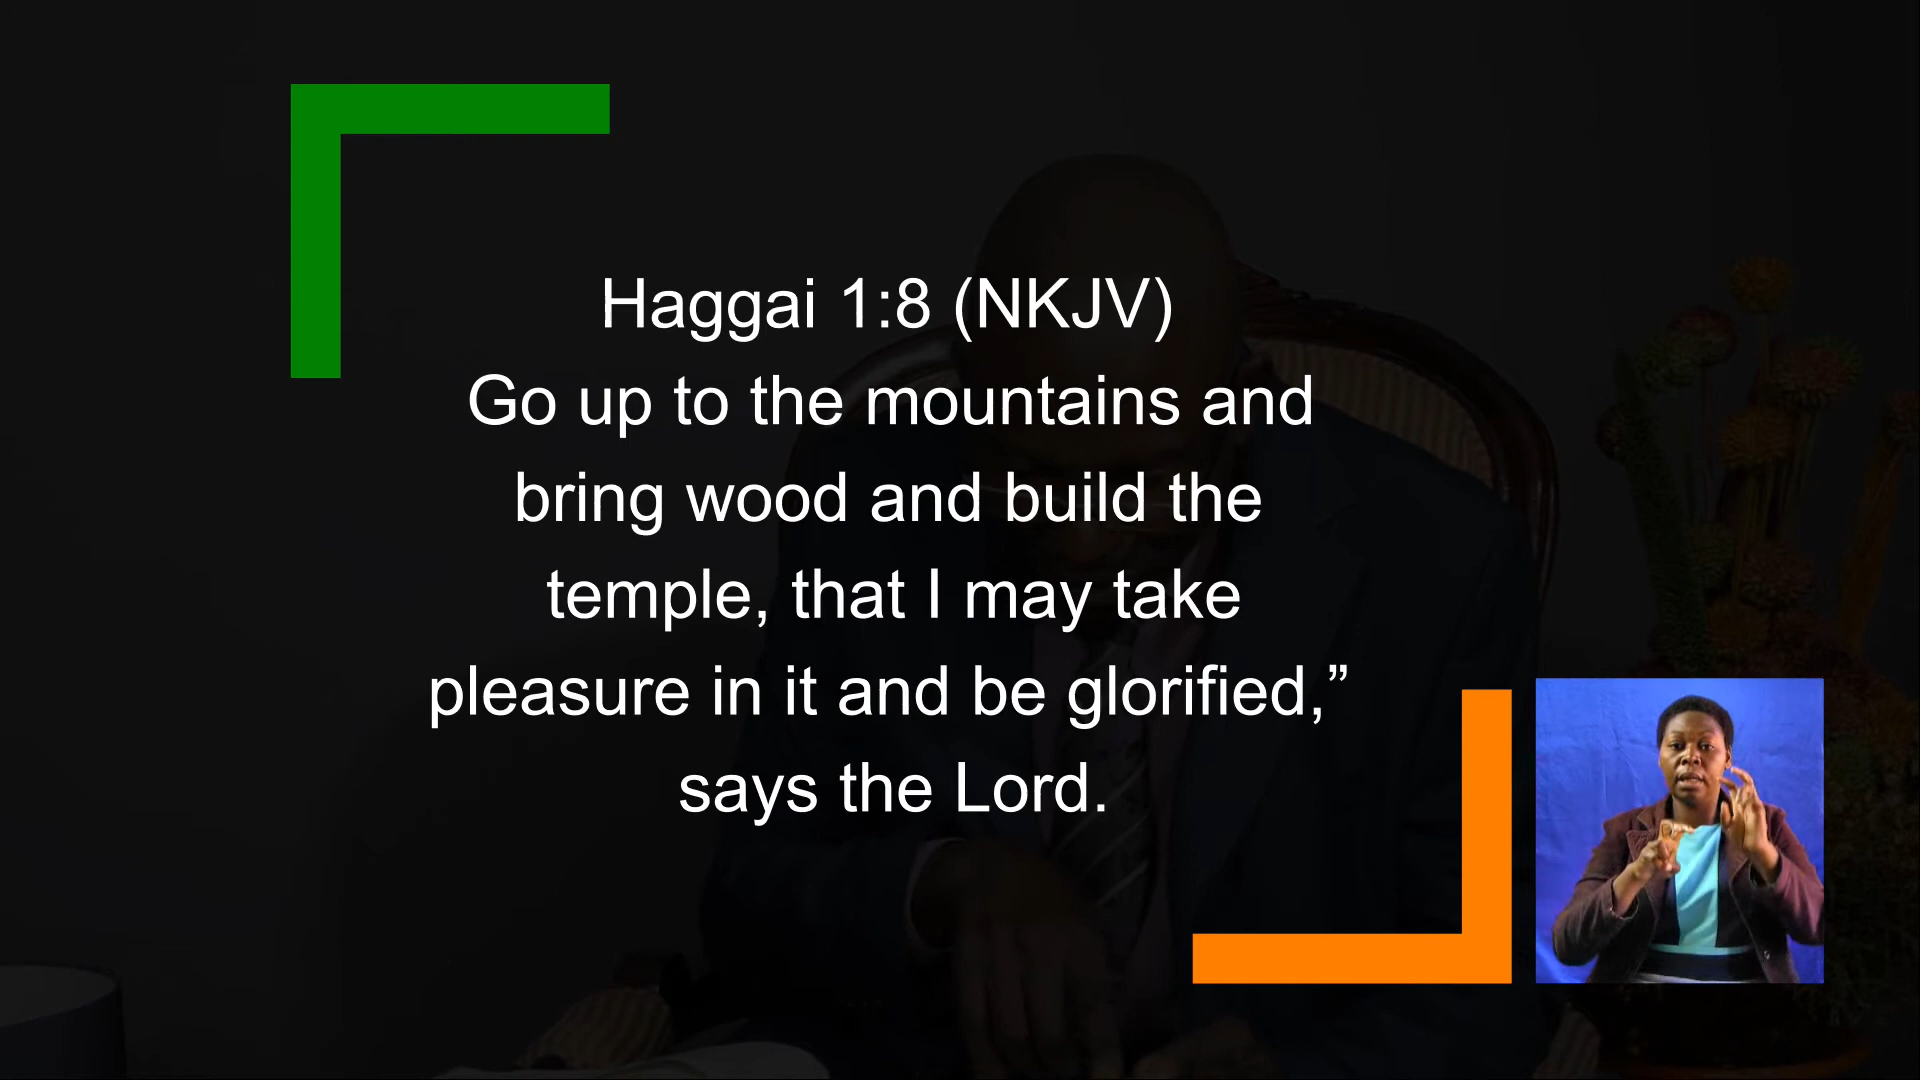 Haggai 1:8 (NKJV)
Go up to the mountains and
bring wood and build the
temple, that I may take
pleasure in it and be glorified,”
says the Lord.